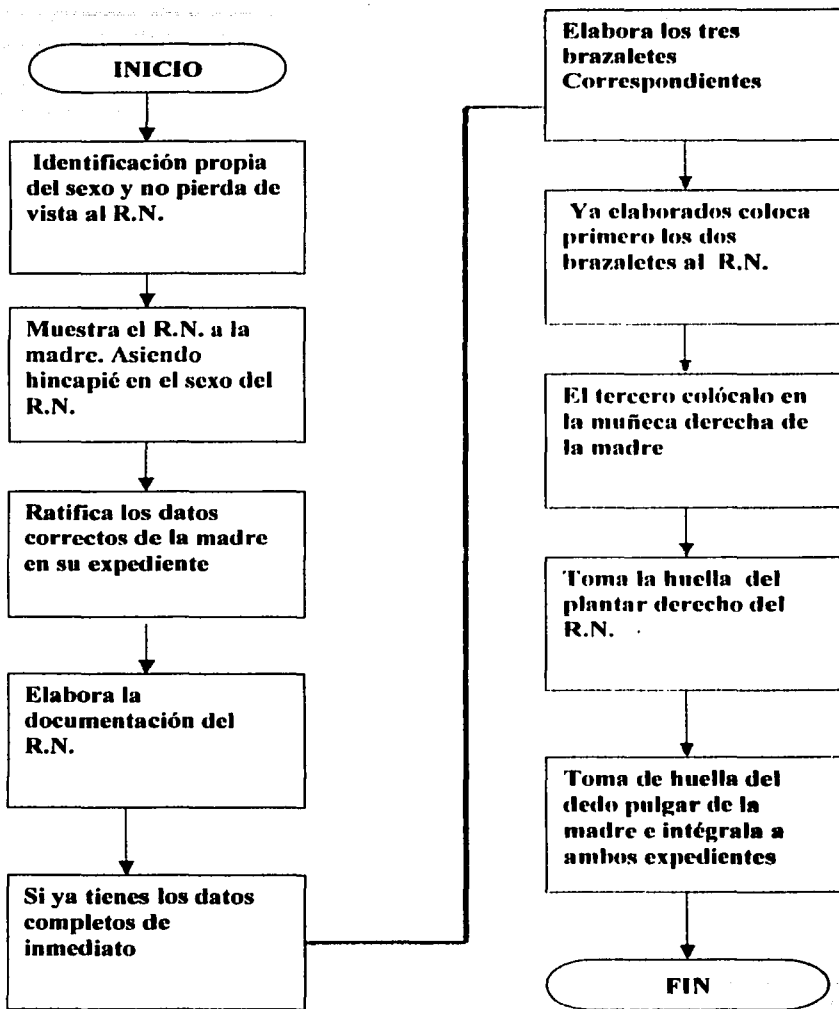 INICIO
Identificación propia
del sexo y no pierda de
vista al R.N.
Muestra el R.N. a la
madre. Asiendo
hincapié en el sexo del
R.N.
Ratifica los datos
correctos de la madre
en su expediente
Elabora la
documentación del
R.N.
Si ya tienes los datos
completos de
inmediato
Elabora los tres
brazaletes
Correspondientes
Ya elaborados coloca
primero los dos
brazaletes al R.N.
El tercero colócalo en
la muñeca derecha de
la madre
Toma la huella del
plantar derecho del
R.N.
Toma de huella del
dedo pulgar de la
madre e intégrala a
ambos expedientes
FIN